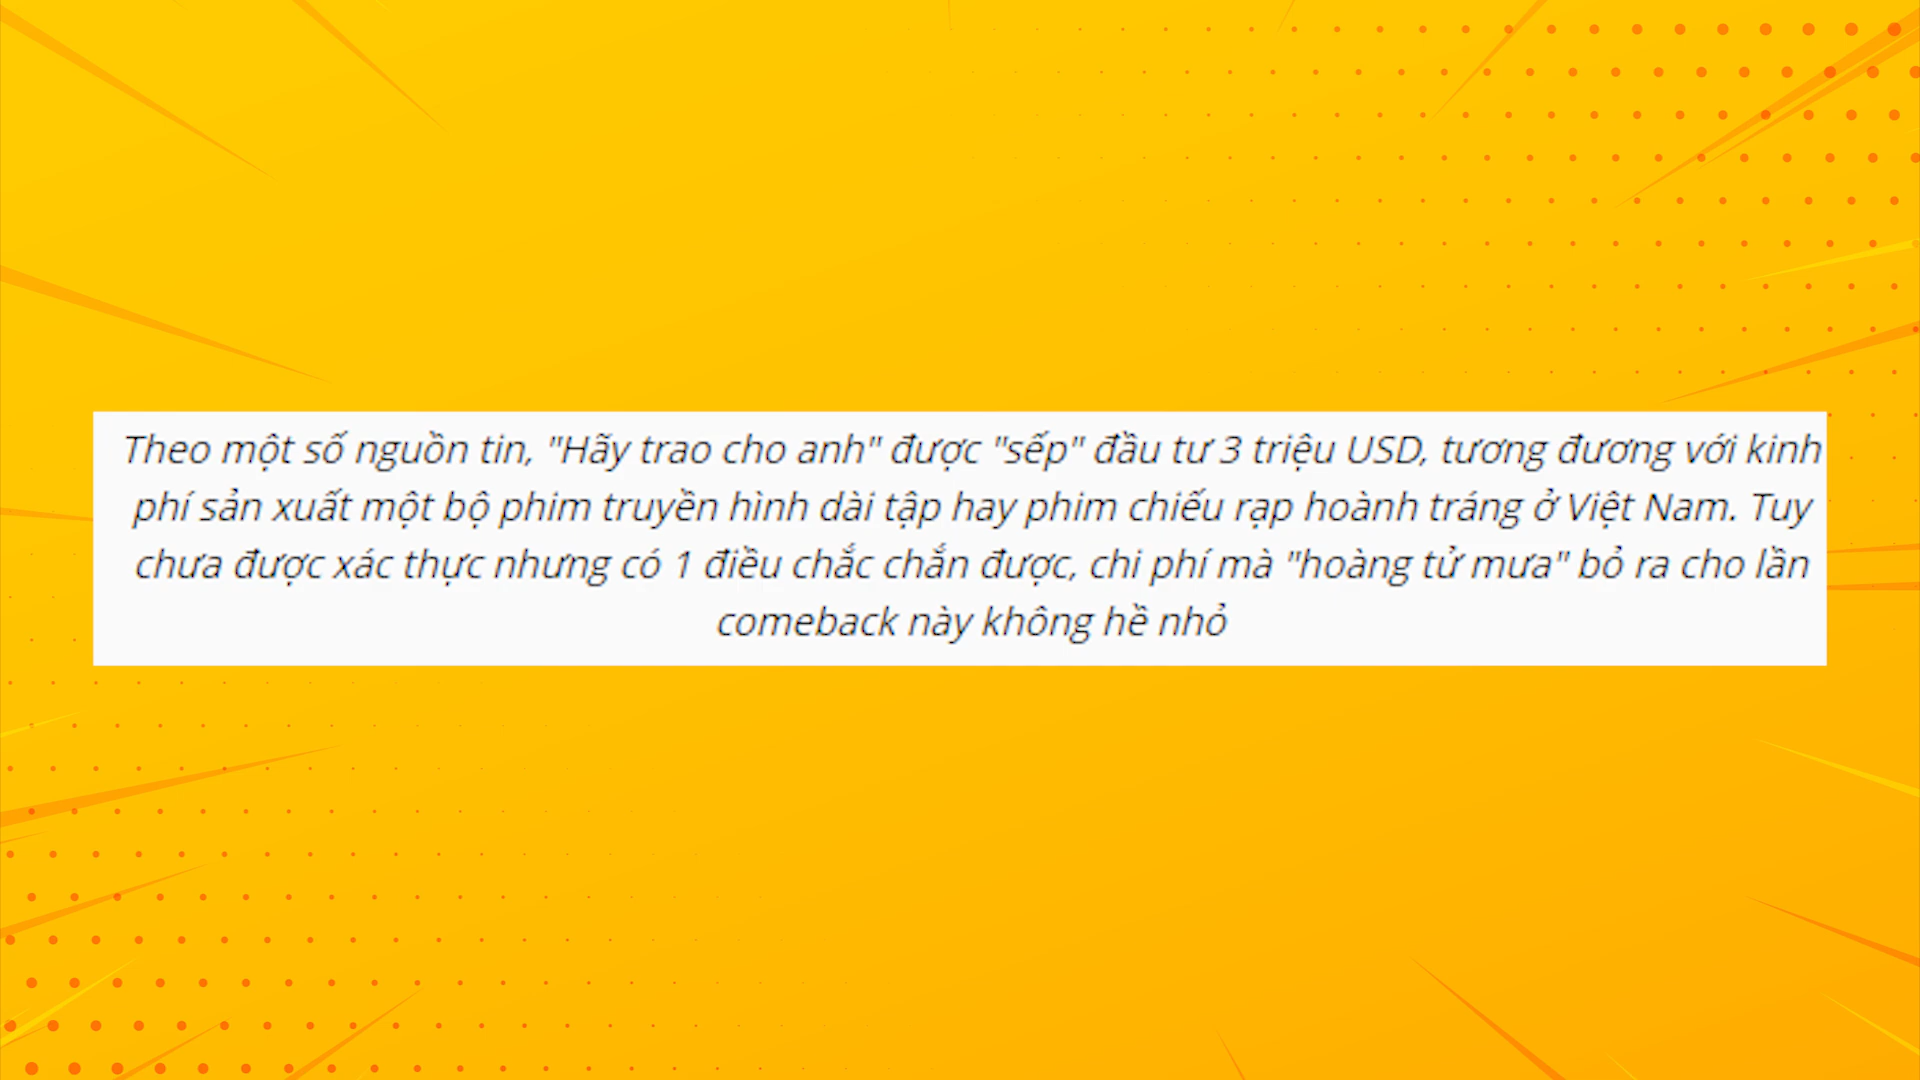 Theo một số nguồn tin, "Hãy trao cho anh" được "sếp" đầu tư 3 triệu USD, tương đương với kinh
phí sản xuất một bộ phim truyền hình dài tập hay phim chiếu rạp hoành tráng ở Việt Nam. Tuy
chưa được xác thực nhưng có 1 điều chắc chắn được, chi phí mà "hoàng tử mưa" bỏ ra cho lần
comeback này không hề nhỏ